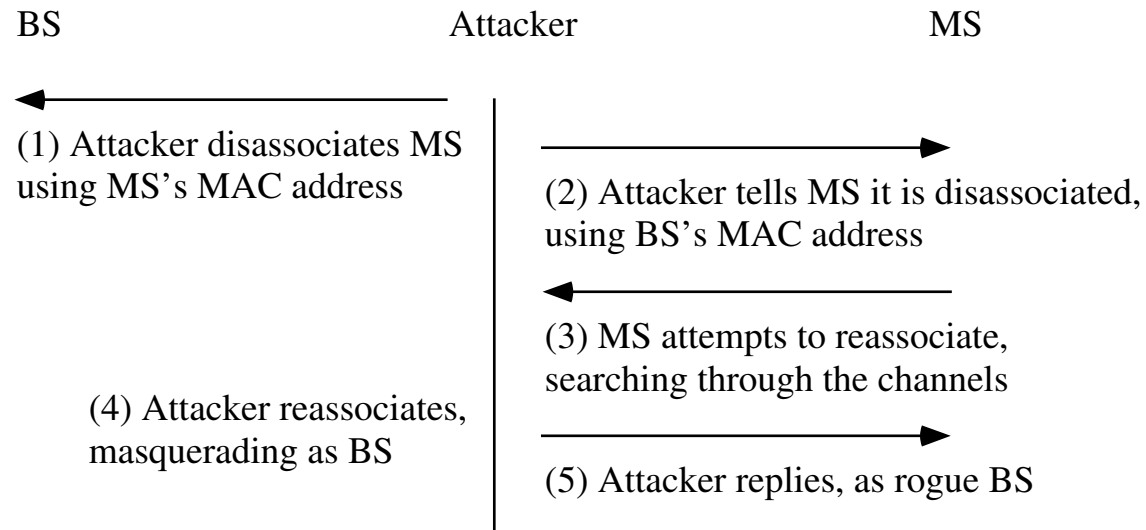 BS Attacker MS
(1) Attacker disassociates MS
using MS’s MAC address
(2) Attacker tells MS it is disassociated,
using BS’s MAC address
(3) MS attempts to reassociate,
searching through the channels
(4) Attacker reassociates,
masquerading as BS
(5) Attacker replies, as rogue BS